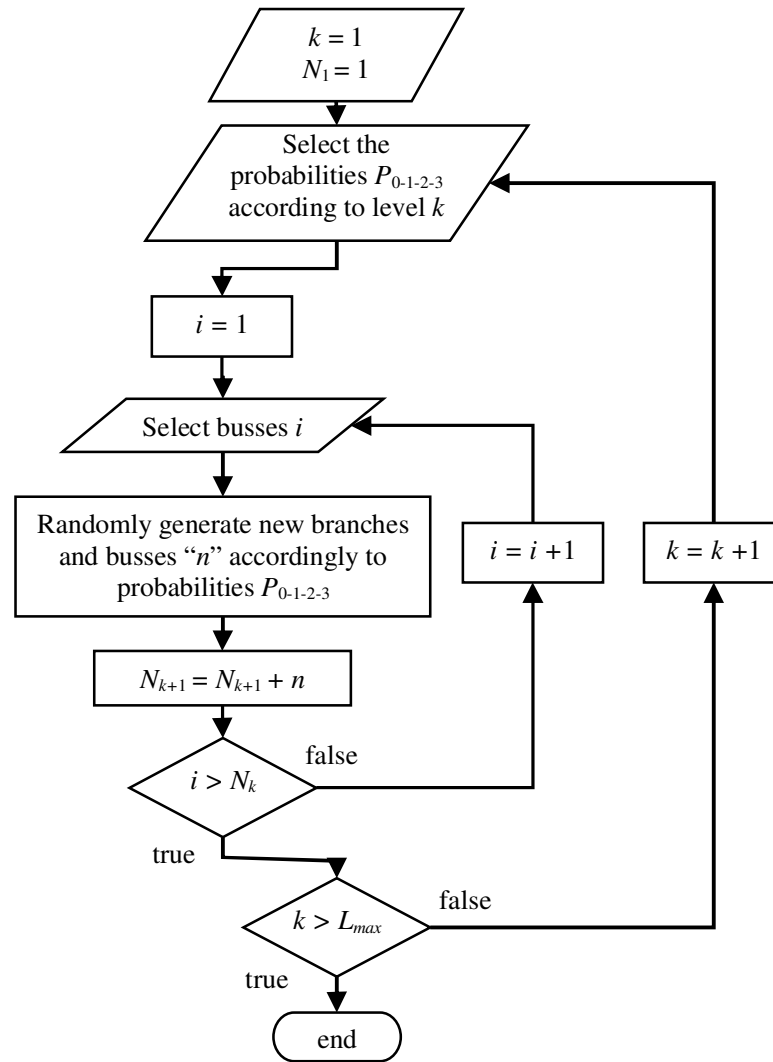 k = 1
N₁ = 1
Select the
probabilities P₀₋₁₋₂₋₃
according to level k
i = 1
Select busses i
Randomly generate new branches
and busses “n” accordingly to
probabilities P₀₋₁₋₂₋₃
i = i +1
k = k +1
Nₖ₊₁ = Nₖ₊₁ + n
i > Nₖ
false
true
k > Lₘₐₓ
false
true
end